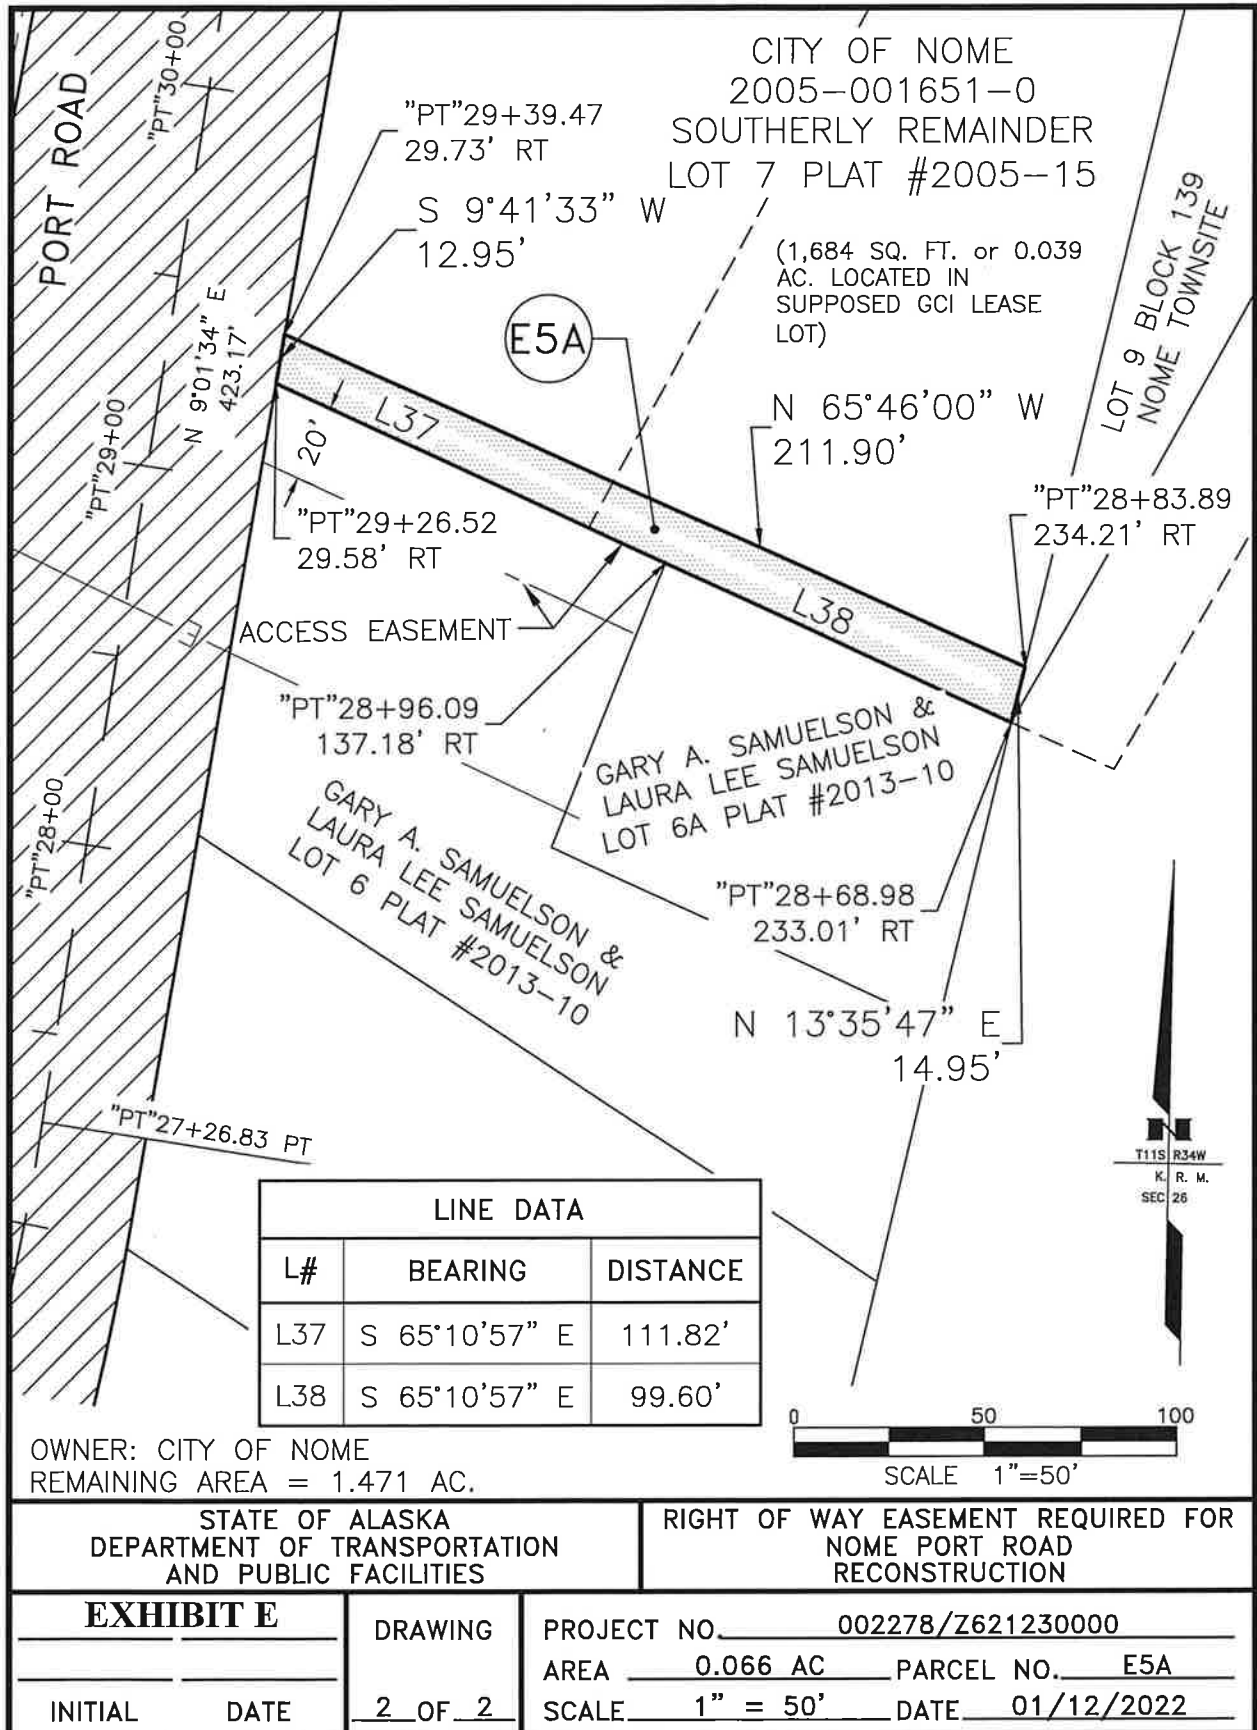 CITY OF NOME
2005-001651-0
SOUTHERLY REMAINDER
LOT 7 PLAT #2005-15
(1,684 SQ. FT. or 0.039
AC. LOCATED IN
SUPPOSED GCI LEASE
LOT)
PORT ROAD
"PT"30+00
"PT"29+39.47
29.73' RT
S 9°41'33" W
12.95'
LOT 9 BLOCK 139
NOME TOWNSITE
E5A
N 9°01'34" E
423.17'
N 65°46'00" W
211.90'
L37
20'
"PT"29+00
"PT"29+26.52
29.58' RT
"PT"28+83.89
234.21' RT
L38
E
ACCESS EASEMENT
"PT"28+96.09
137.18' RT
GARY A. SAMUELSON &
LAURA LEE SAMUELSON
LOT 6A PLAT #2013-10
"PT"28+00
GARY A. SAMUELSON &
LAURA LEE SAMUELSON
LOT 6 PLAT #2013-10
"PT"28+68.98
233.01' RT
N 13°35'47" E
14.95'
"PT"27+26.83 PT
N
T11S R34W
K. R. M.
SEC 26
LINE DATA
L# BEARING DISTANCE
L37 S 65°10'57" E 111.82'
L38 S 65°10'57" E 99.60'
0 50 100
SCALE 1"=50'
OWNER: CITY OF NOME
REMAINING AREA = 1.471 AC.
STATE OF ALASKA
DEPARTMENT OF TRANSPORTATION
AND PUBLIC FACILITIES
RIGHT OF WAY EASEMENT REQUIRED FOR
NOME PORT ROAD
RECONSTRUCTION
EXHIBIT E
INITIAL DATE
DRAWING
2 OF 2
PROJECT NO. 002278/Z621230000
AREA 0.066 AC PARCEL NO. E5A
SCALE 1" = 50' DATE 01/12/2022